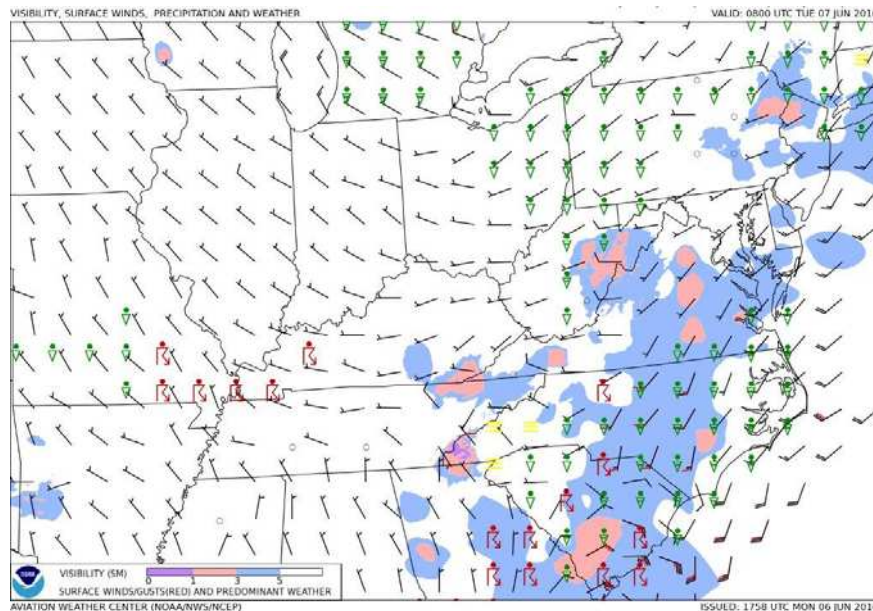 VISIBILITY, SURFACE WINDS, PRECIPITATION AND WEATHER
VALID: 0800 UTC TUE 07 JUN 201
VISIBILITY (SM)
0 1 3 5
SURFACE WINDS/GUSTS(RED) AND PREDOMINANT WEATHER
AVIATION WEATHER CENTER (NOAA/NWS/NCEP)
ISSUED: 1758 UTC MON 06 JUN 201